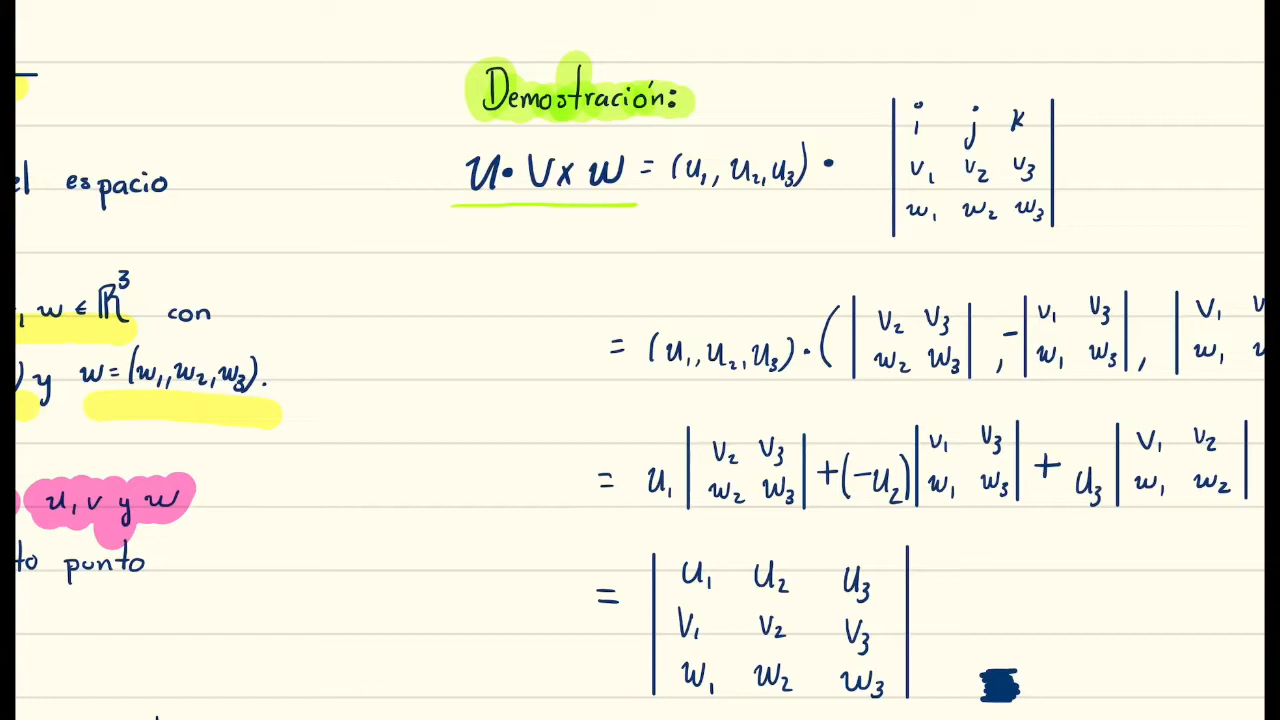 el espacio
, w ∈ ℝ³ con
) y w = (w₁, w₂, w₃).
u, v y w
to punto
Demostración:
u · v x w = (u₁, u₂, u₃) · | i j k |
| v₁ v₂ v₃ |
| w₁ w₂ w₃ |
= (u₁, u₂, u₃) · ( | v₂ v₃ | , - | v₁ v₃ | , | v₁ v
| w₂ w₃ | | w₁ w₃ | | w₁ w
= u₁ | v₂ v₃ | + (-u₂) | v₁ v₃ | + u₃ | v₁ v₂ |
| w₂ w₃ | | w₁ w₃ | | w₁ w₂ |
= | u₁ u₂ u₃ |
| v₁ v₂ v₃ |
| w₁ w₂ w₃ |